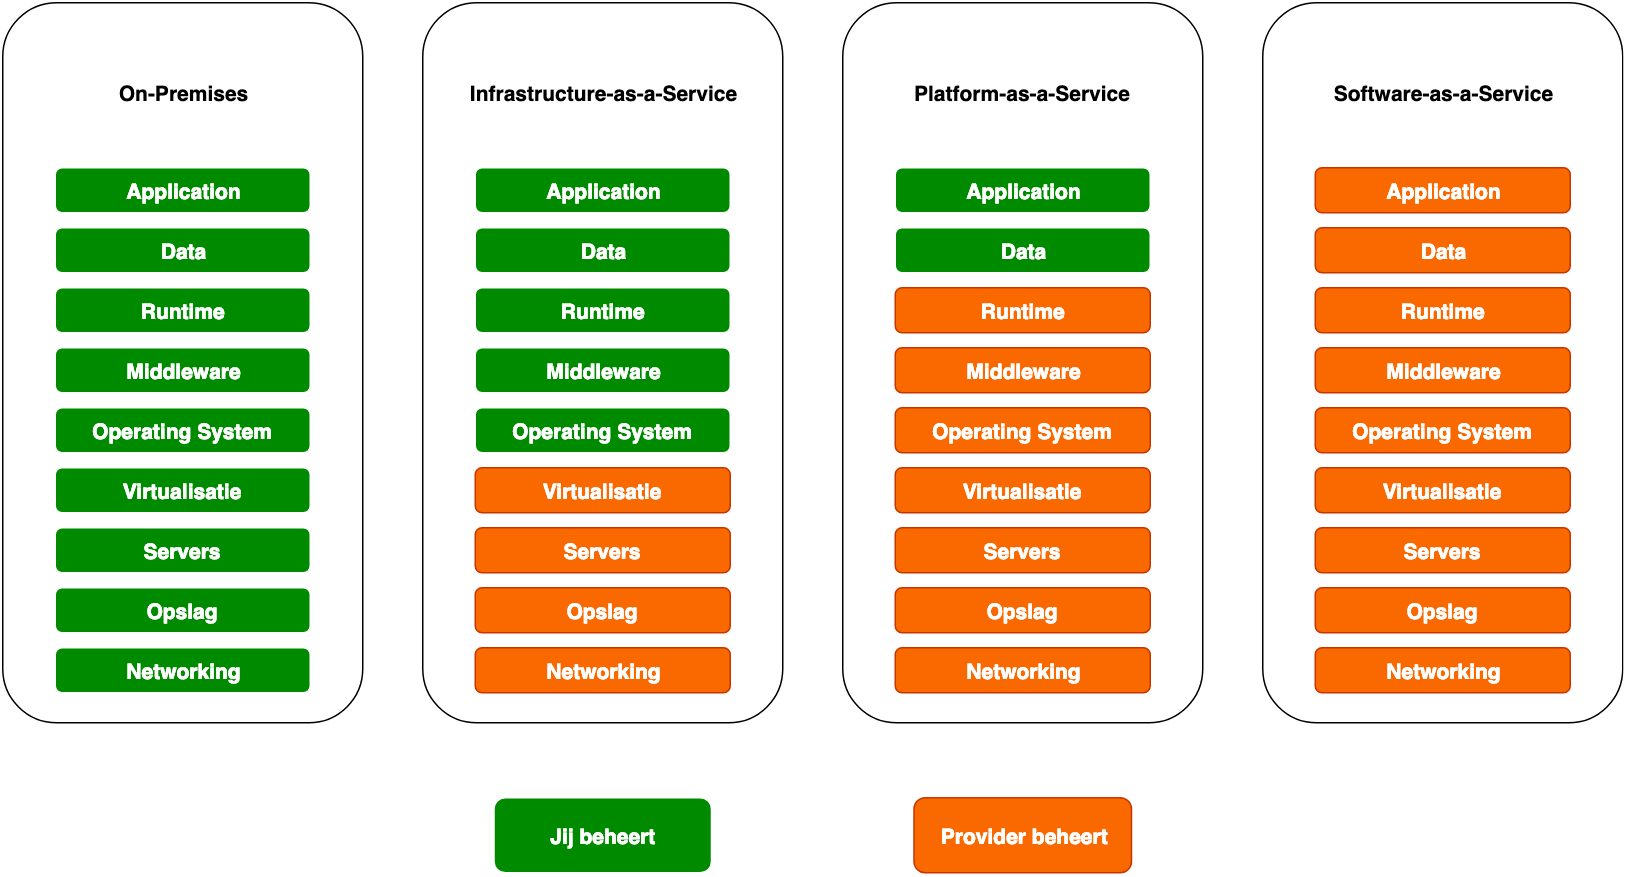 On-Premises
Application
Data
Runtime
Middleware
Operating System
Virtualisatie
Servers
Opslag
Networking
Infrastructure-as-a-Service
Application
Data
Runtime
Middleware
Operating System
Virtualisatie
Servers
Opslag
Networking
Platform-as-a-Service
Application
Data
Runtime
Middleware
Operating System
Virtualisatie
Servers
Opslag
Networking
Software-as-a-Service
Application
Data
Runtime
Middleware
Operating System
Virtualisatie
Servers
Opslag
Networking
Jij beheert
Provider beheert